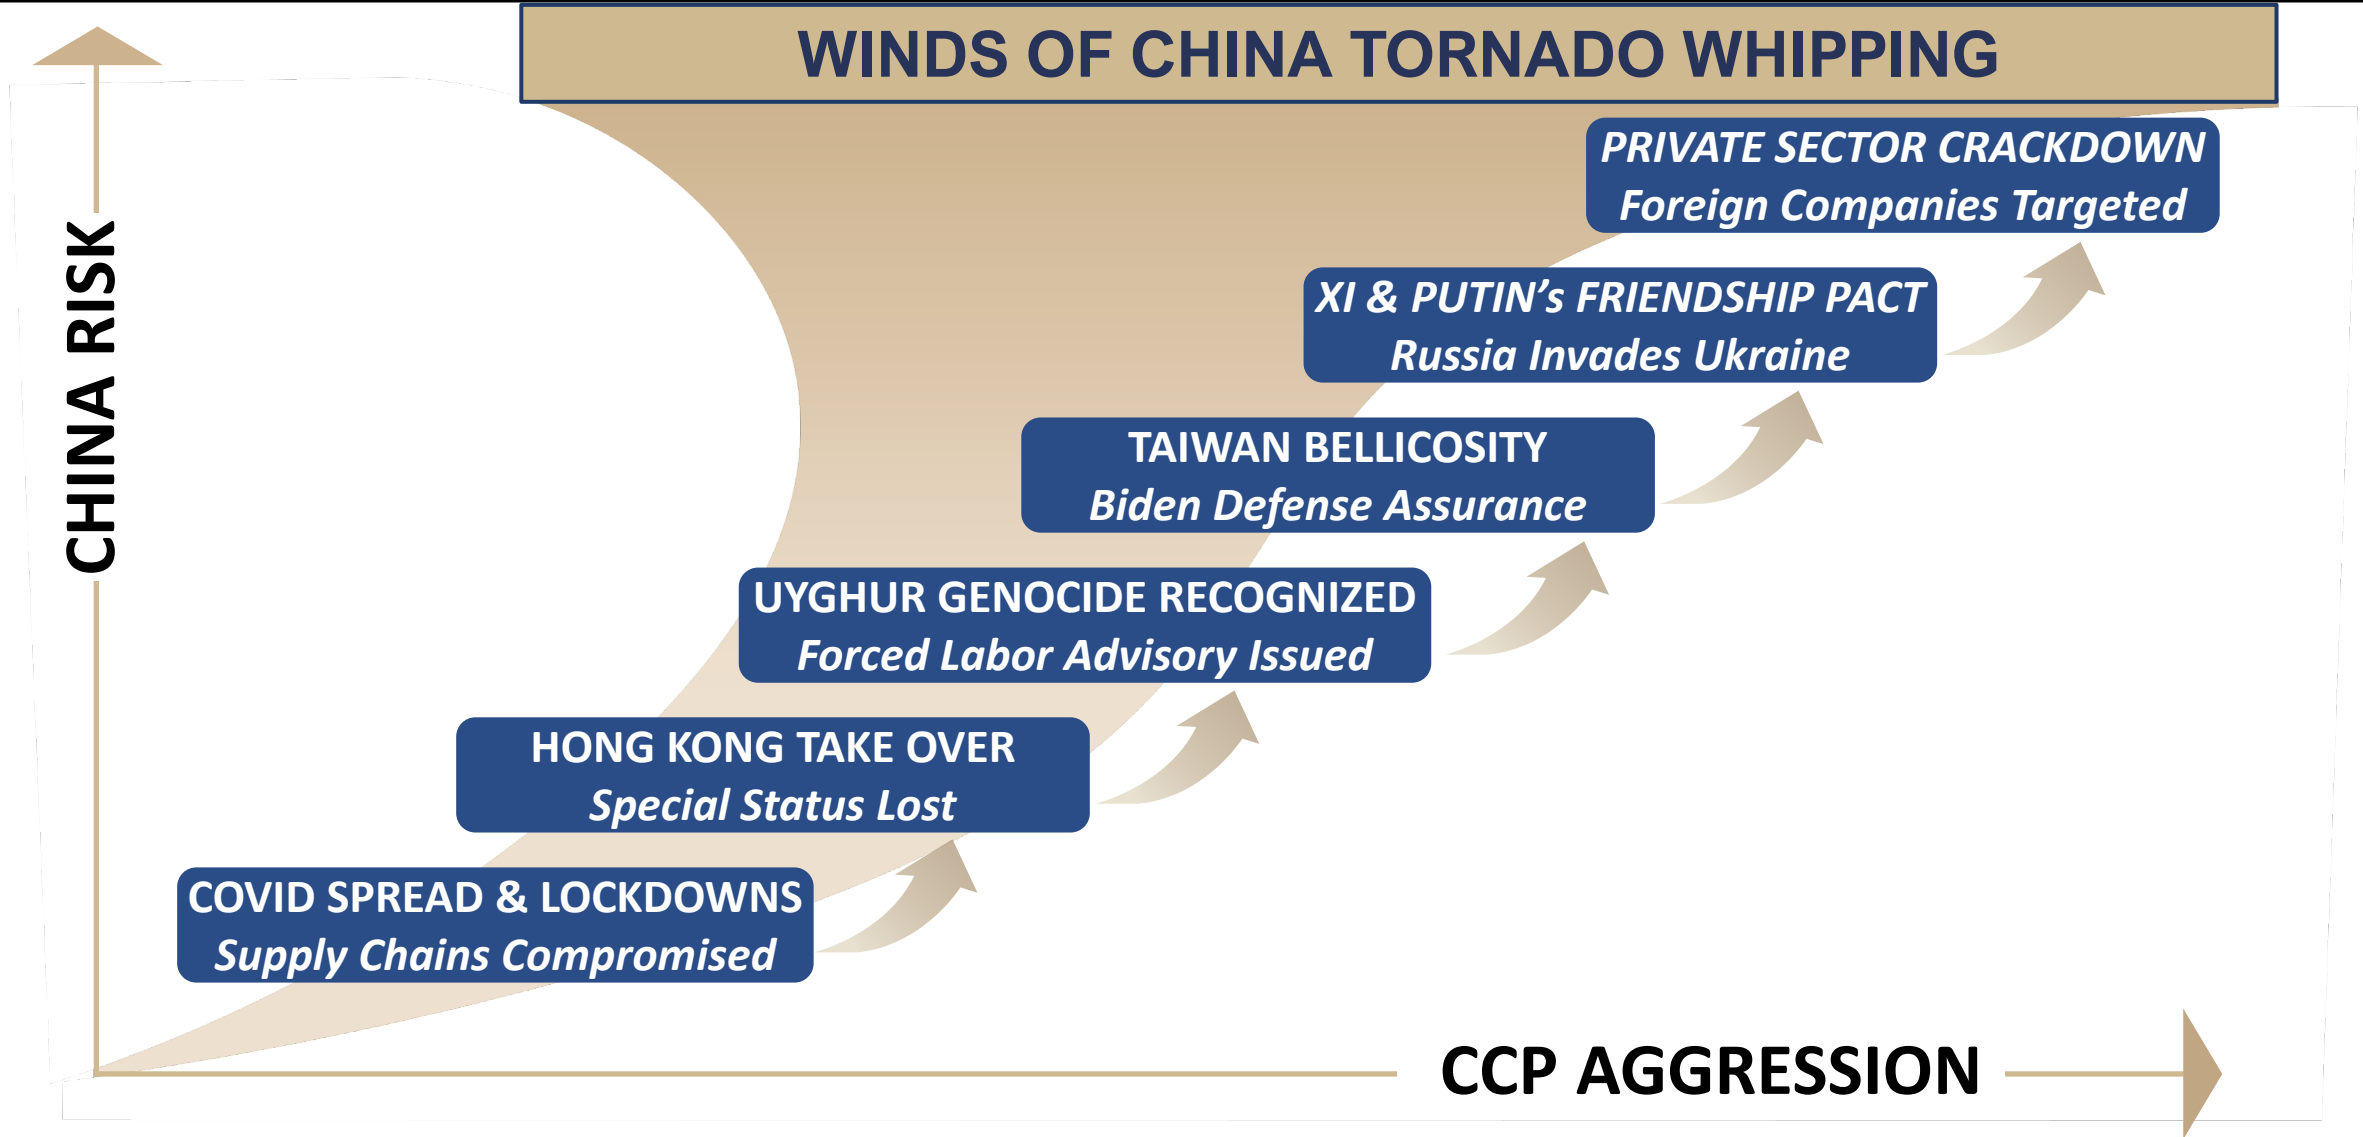 WINDS OF CHINA TORNADO WHIPPING
PRIVATE SECTOR CRACKDOWN
Foreign Companies Targeted
XI & PUTIN's FRIENDSHIP PACT
Russia Invades Ukraine
TAIWAN BELLICOSITY
Biden Defense Assurance
UYGHUR GENOCIDE RECOGNIZED
Forced Labor Advisory Issued
HONG KONG TAKE OVER
Special Status Lost
COVID SPREAD & LOCKDOWNS
Supply Chains Compromised
CHINA RISK
CCP AGGRESSION